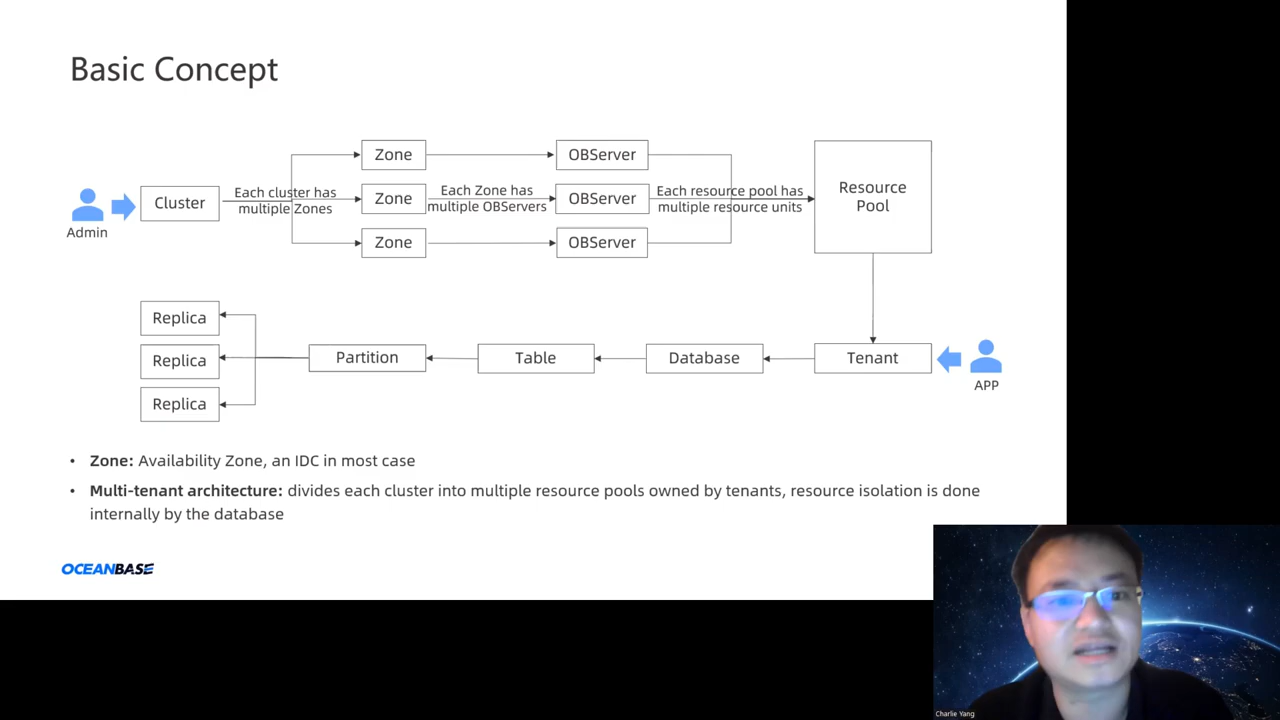 Basic Concept
Zone
OBServer
Resource
Pool
Cluster
Each cluster has
multiple Zones
Zone
Each Zone has
multiple OBServers
OBServer
Each resource pool has
multiple resource units
Admin
Zone
OBServer
Replica
Replica
Replica
Partition
Table
Database
Tenant
APP
• Zone: Availability Zone, an IDC in most case
• Multi-tenant architecture: divides each cluster into multiple resource pools owned by tenants, resource isolation is done
internally by the database
OCEANBASE
Charlie Yang